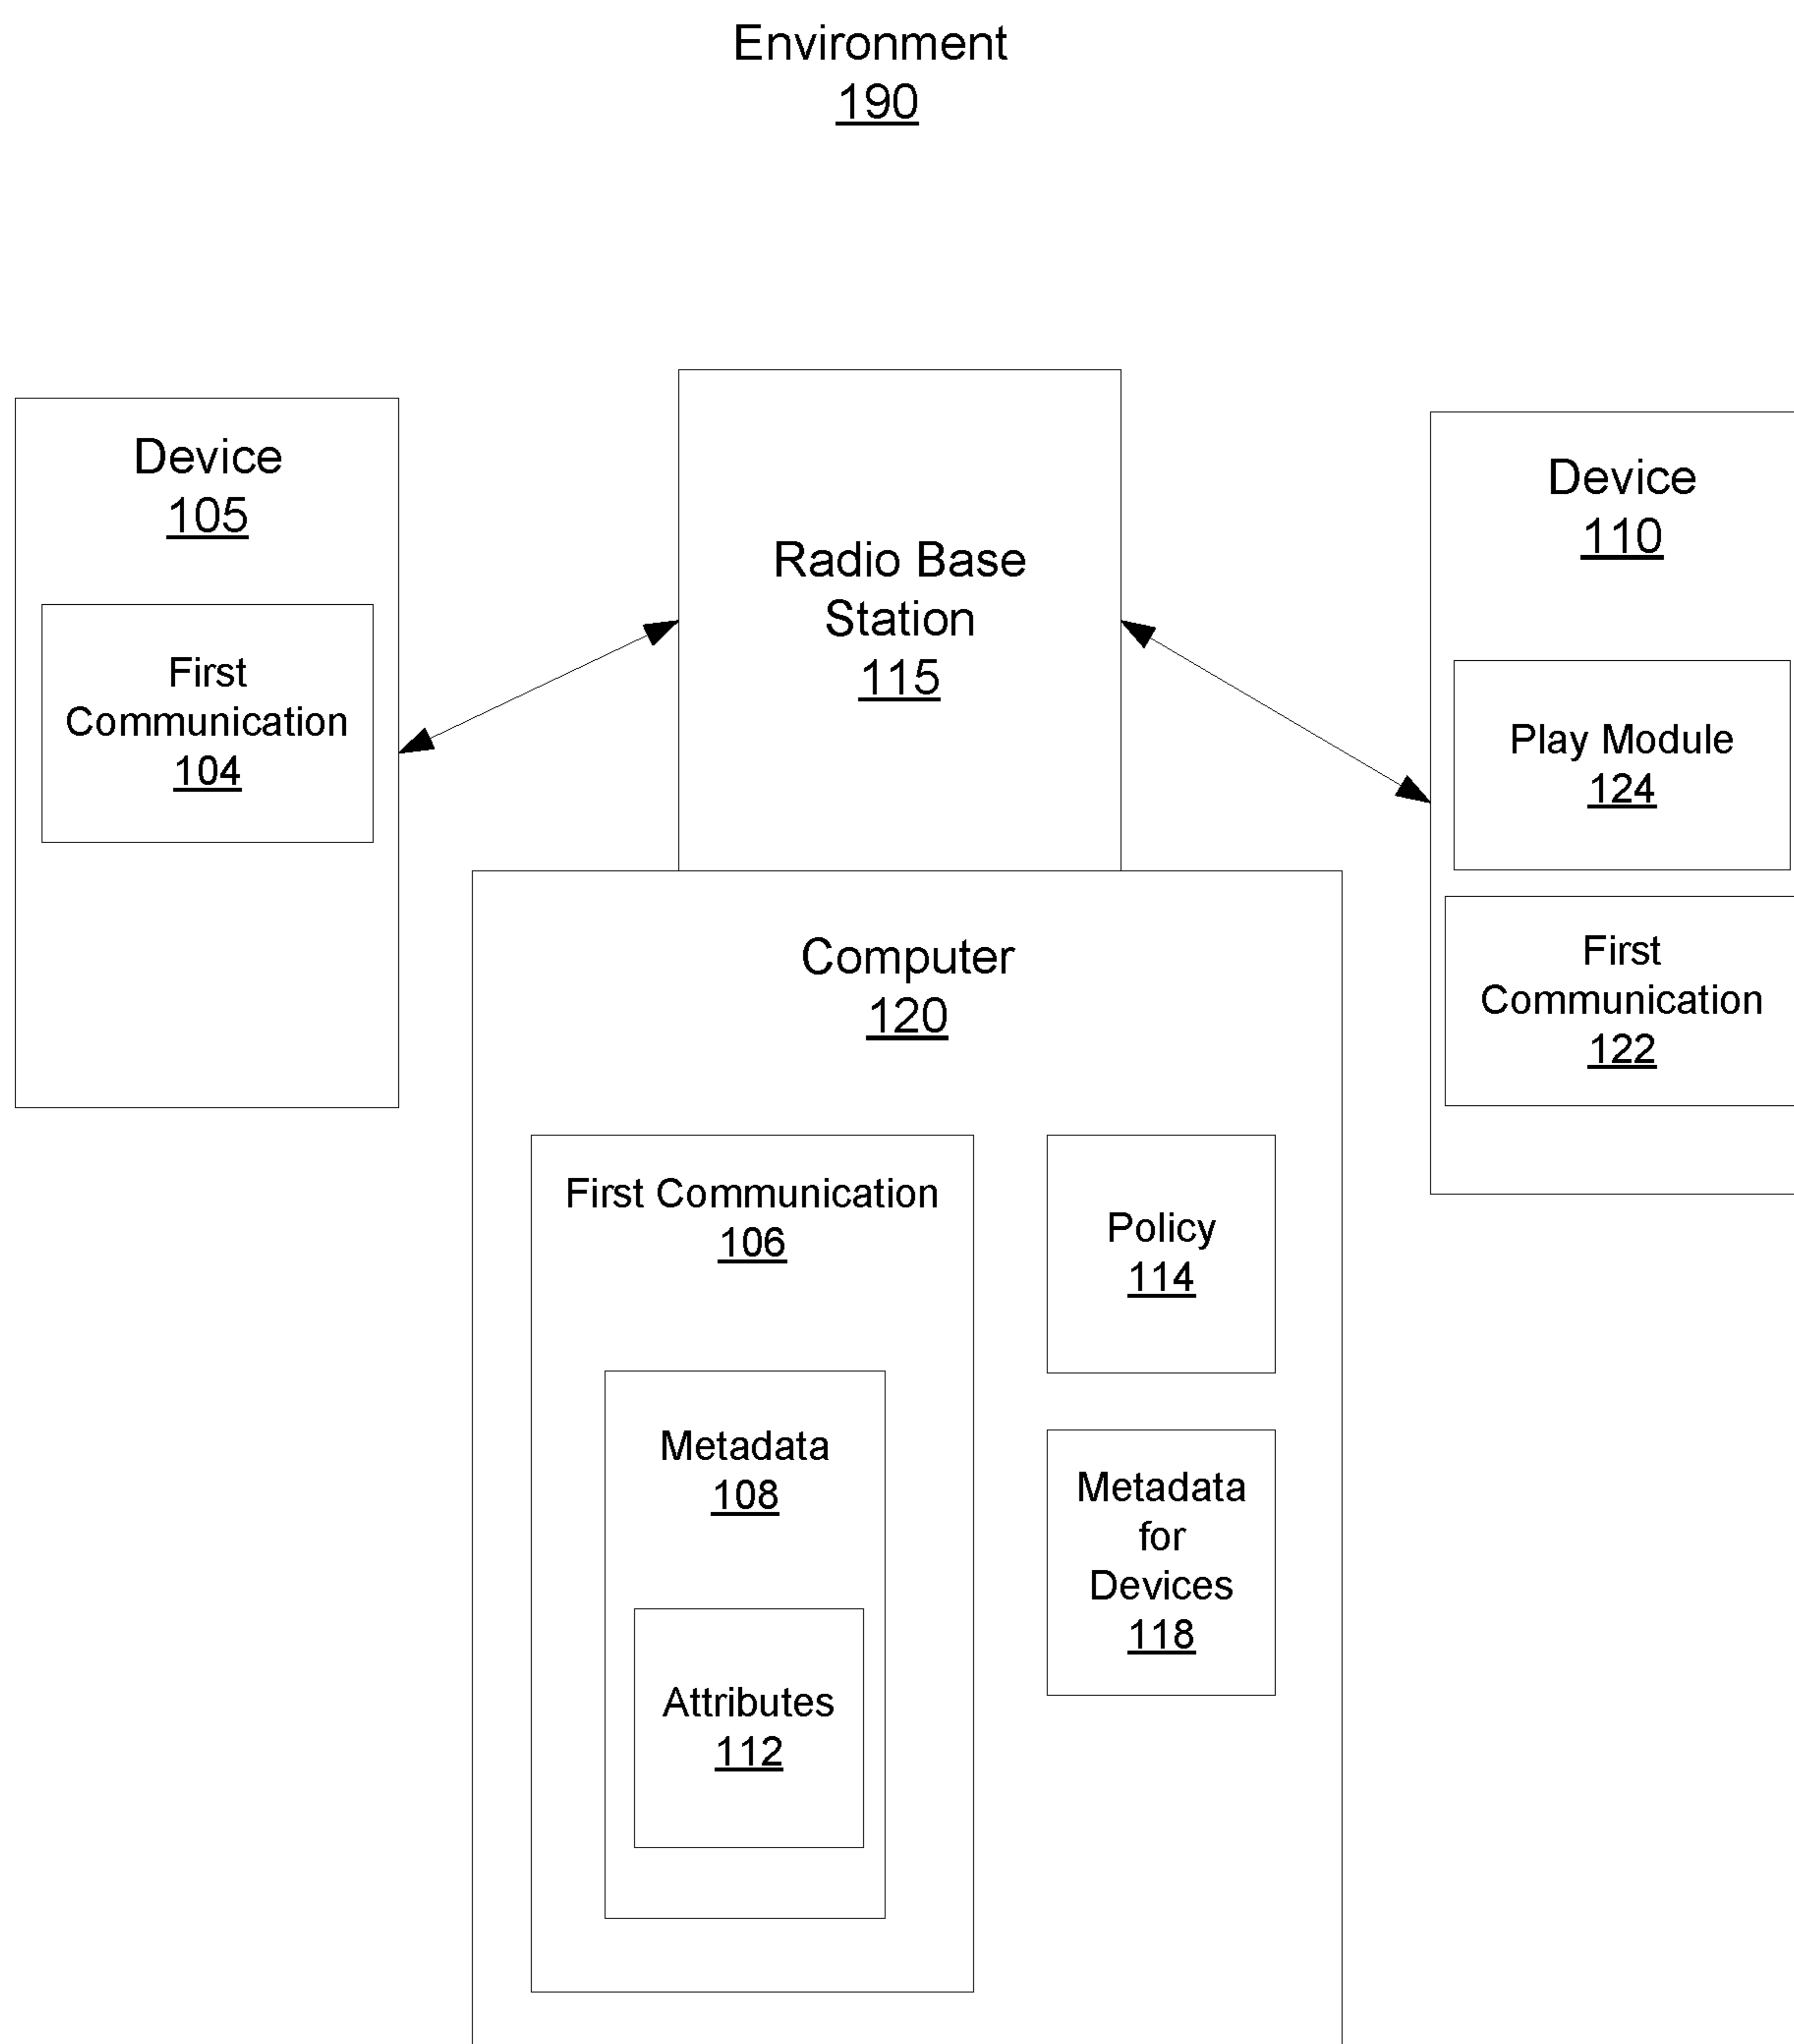 Environment
190
Device
105
First
Communication
104
Radio Base
Station
115
Device
110
Play Module
124
First
Communication
122
Computer
120
First Communication
106
Metadata
108
Attributes
112
Policy
114
Metadata
for
Devices
118